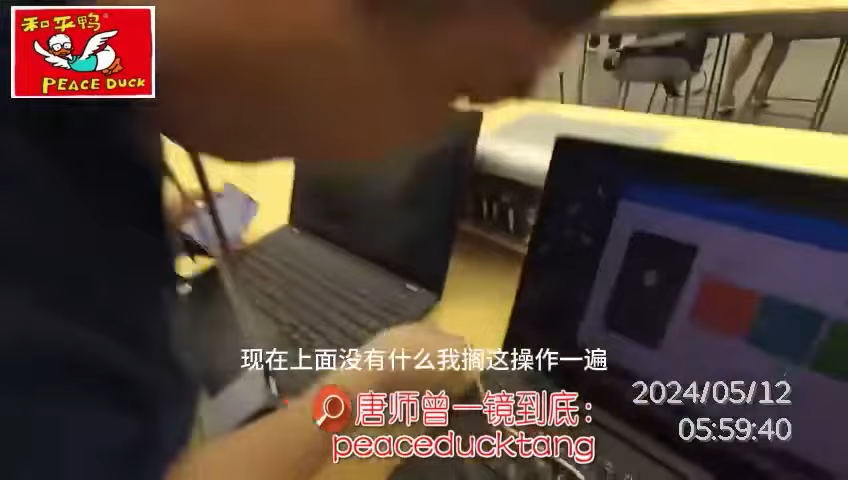 和平鸭®
PEACE DUCK
现在上面没有什么我搁这操作一遍
唐师曾一镜到底：
peaceducktang
2024/05/12
05:59:40